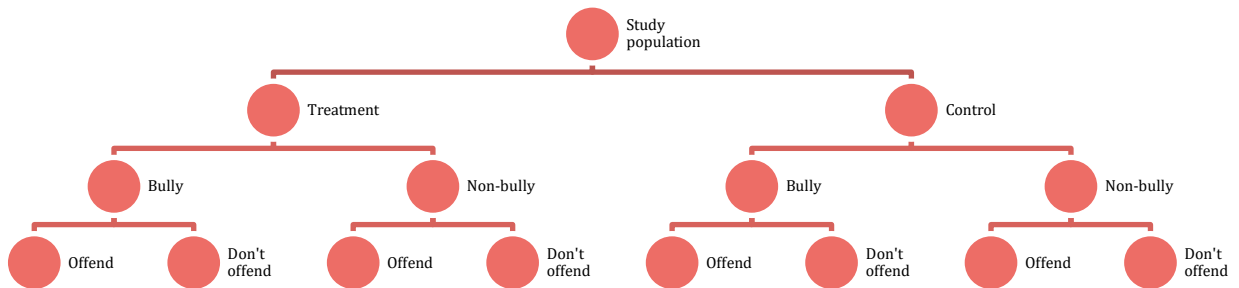 Study
population
Treatment
Control
Bully
Non-bully
Bully
Non-bully
Offend
Don't
offend
Offend
Don't
offend
Offend
Don't
offend
Offend
Don't
offend